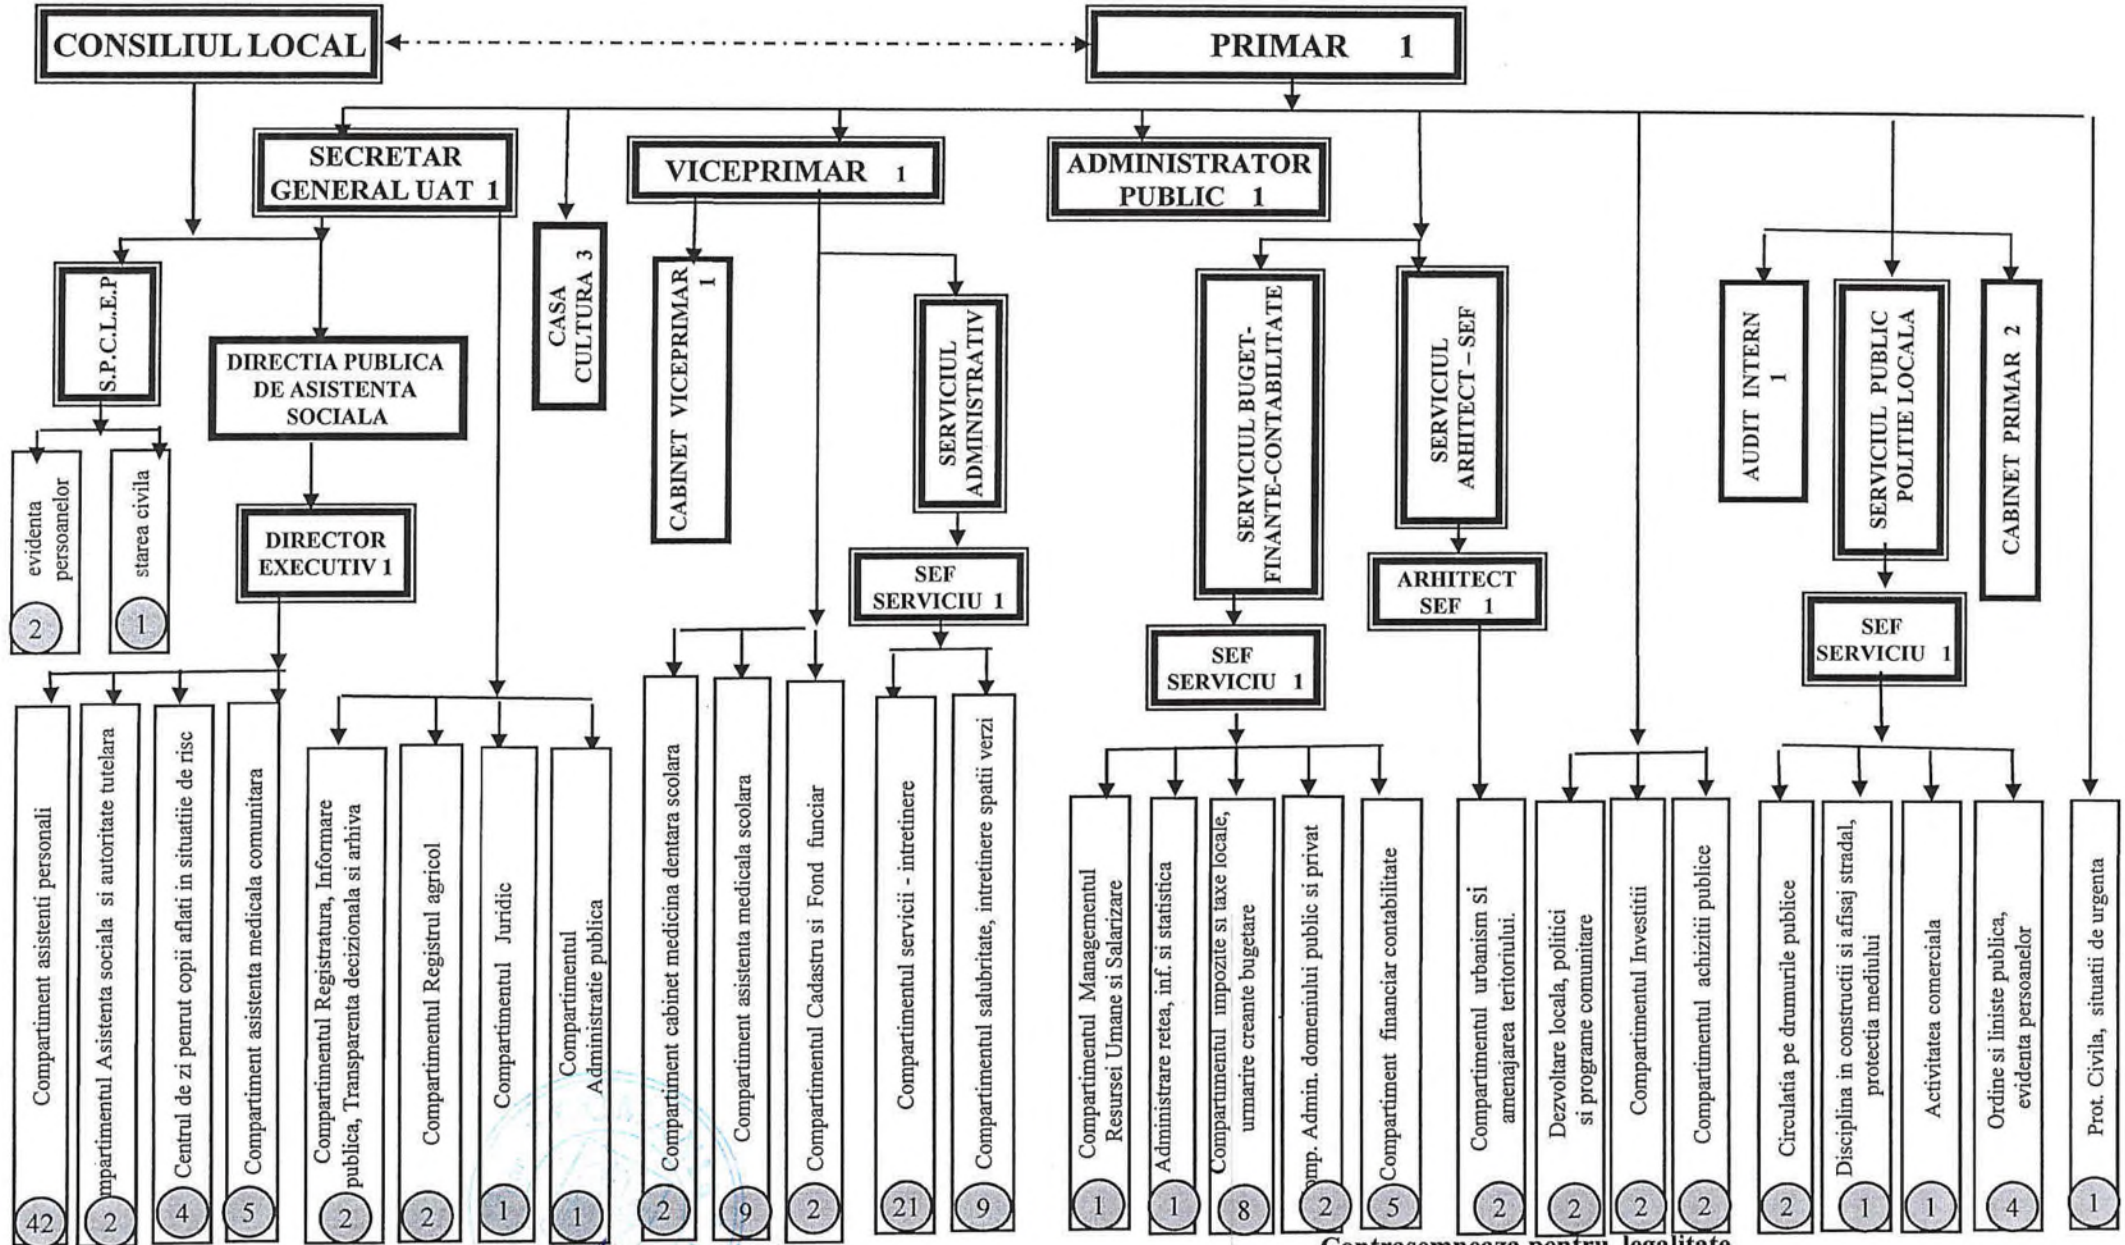 CONSILIUL LOCAL
PRIMAR 1
SECRETAR
GENERAL UAT 1
VICEPRIMAR 1
ADMINISTRATOR
PUBLIC 1
S.P.C.L.E.P
DIRECTIA PUBLICA
DE ASISTENTA
SOCIALA
CASA
CULTURA 3
CABINET VICEPRIMAR
1
SERVICIUL
ADMINISTRATIV
SERVICIUL BUGET-
FINANTE-CONTABILITATE
SERVICIUL
ARHITECT – SEF
AUDIT INTERN
1
SERVICIUL PUBLIC
POLITIE LOCALA
CABINET PRIMAR 2
evidenta
persoanelor
2
starea civila
1
DIRECTOR
EXECUTIV 1
SEF
SERVICIU 1
SEF
SERVICIU 1
ARHITECT
SEF 1
SEF
SERVICIU 1
Compartiment asistenti personali
42
mpartimentul Asistenta sociala si autoritate tutelara
2
Centrul de zi penrut copii aflati in situatie de risc
4
Compartiment asistenta medicala comunitara
5
Compartimentul Registratura, Informare
publica, Transparenta decizionala si arhiva
2
Compartimentul Registrul agricol
2
Compartimentul Juridic
1
Compartimentul
Administratie publica
1
Compartiment cabinet medicina dentara scolara
2
Compartiment asistenta medicala scolara
9
Compartimentul Cadastru si Fond funciar
2
Compartimentul servicii - intretinere
21
Compartimentul salubritate, intretinere spatii verzi
9
Compartimentul Managementul
Resursei Umane si Salarizare
1
Administrare retea, inf. si statistica
1
Compartimentul impozite si taxe locale,
urmarire creante bugetare
8
omp. Admin. domeniului public si privat
2
Compartiment financiar contabilitate
5
Compartimentul urbanism si
amenajarea teritoriului.
2
Dezvoltare locala, politici
si programe comunitare
2
Compartimentul Investitii
2
Compartimentul achizitii publice
2
Circulatia pe drumurile publice
2
Disciplina in constructii si afisaj stradal,
protectia mediului
1
Activitatea comerciala
1
Ordine si liniste publica,
evidenta persoanelor
4
Prot. Civila, situatii de urgenta
1
Contrasemneaza pentru legalitate